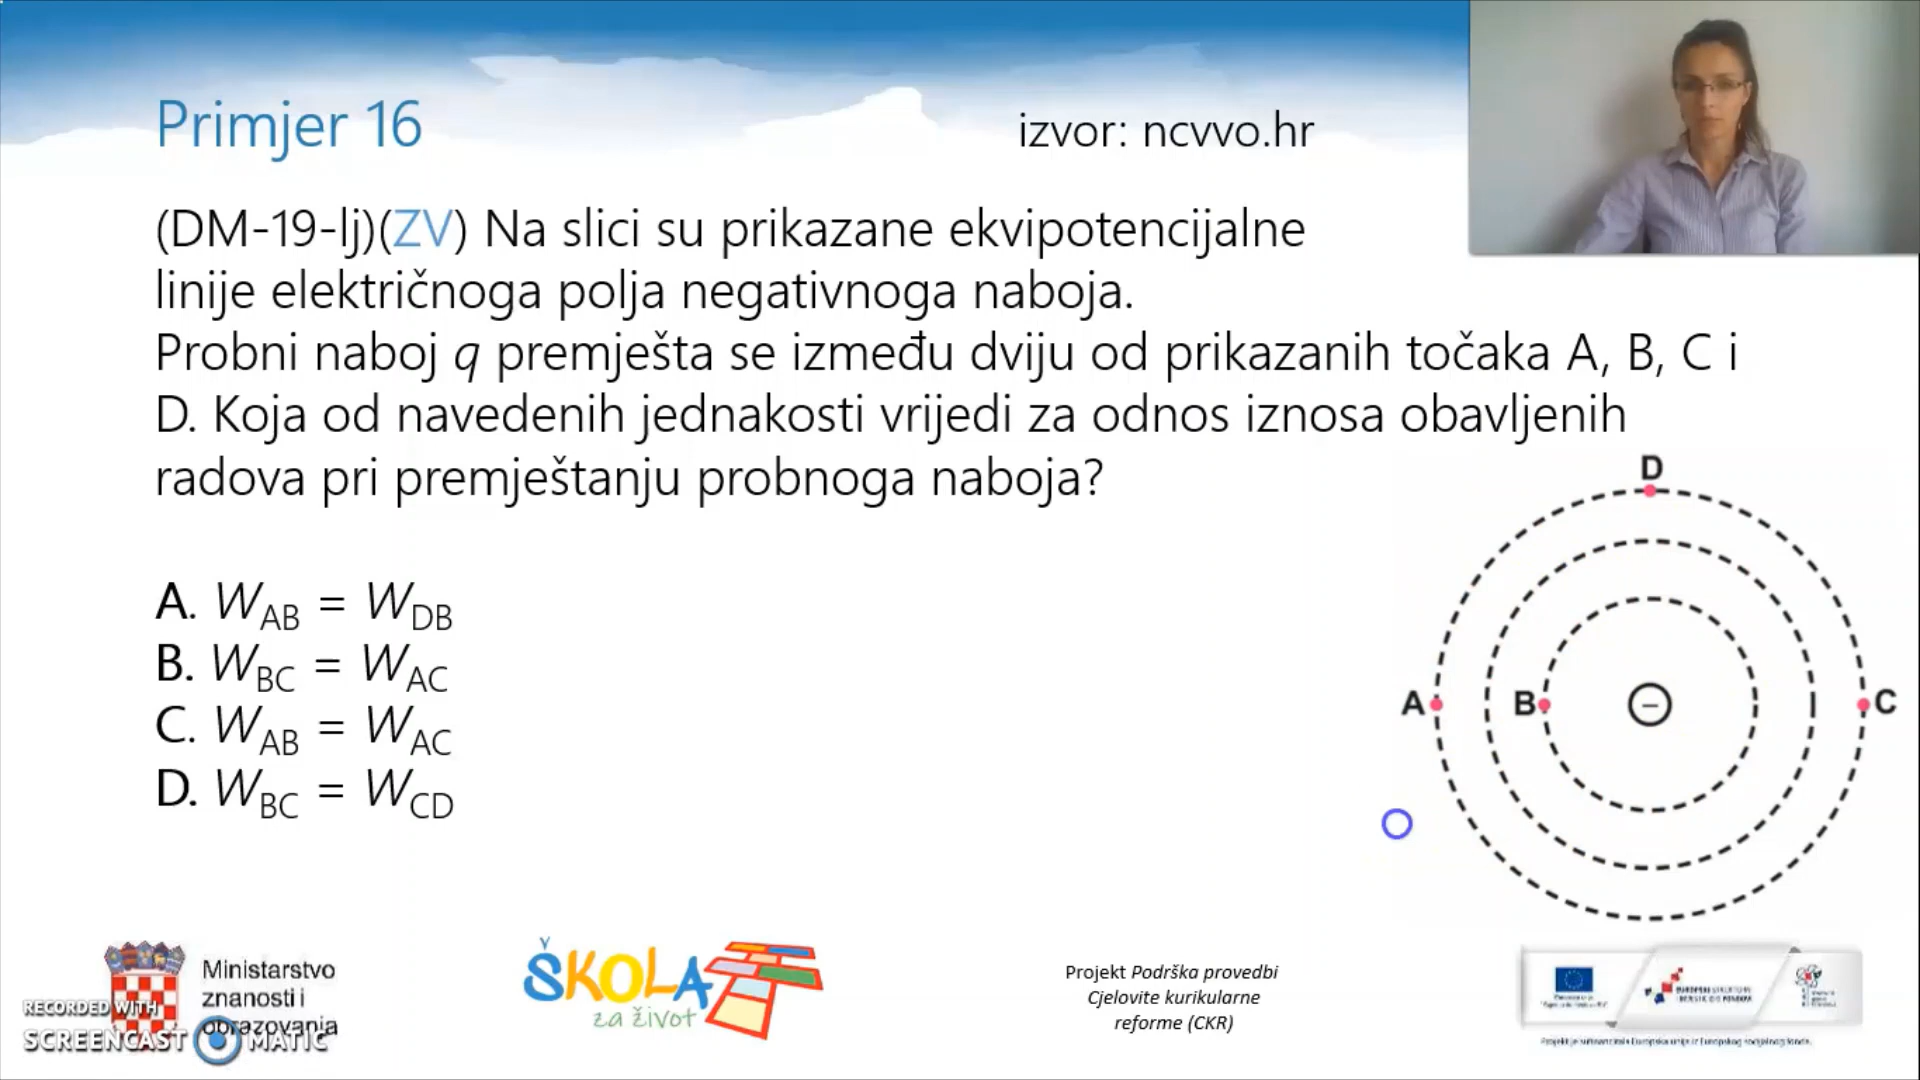 Primjer 16
izvor: ncvvo.hr
(DM-19-lj)(ZV) Na slici su prikazane ekvipotencijalne
linije električnoga polja negativnoga naboja.
Probni naboj q premješta se između dviju od prikazanih točaka A, B, C i
D. Koja od navedenih jednakosti vrijedi za odnos iznosa obavljenih
radova pri premještanju probnoga naboja?
A. WAB = WDB
B. WBC = WAC
C. WAB = WAC
D. WBC = WCD
D
A
B
−
C
Ministarstvo
znanosti i
obrazovanja
RECORDED WITH
SCREENCAST MATIC
ŠKOLA
za život
Projekt Podrška provedbi
Cjelovite kurikularne
reforme (CKR)